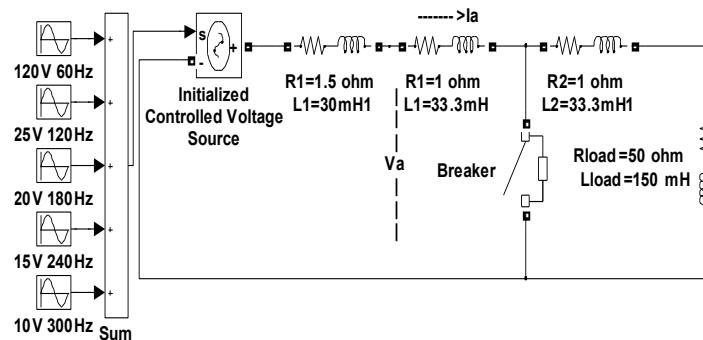 ------- >Ia
s
+
-
120V 60Hz
+
25V 120Hz
+
20V 180Hz
+
15V 240Hz
+
10V 300Hz
+
Sum
Initialized
Controlled Voltage
Source
R1=1.5 ohm
L1=30mH1
R1=1 ohm
L1=33.3mH
R2=1 ohm
L2=33.3mH1
Va
Breaker
Rload=50 ohm
Lload=150 mH